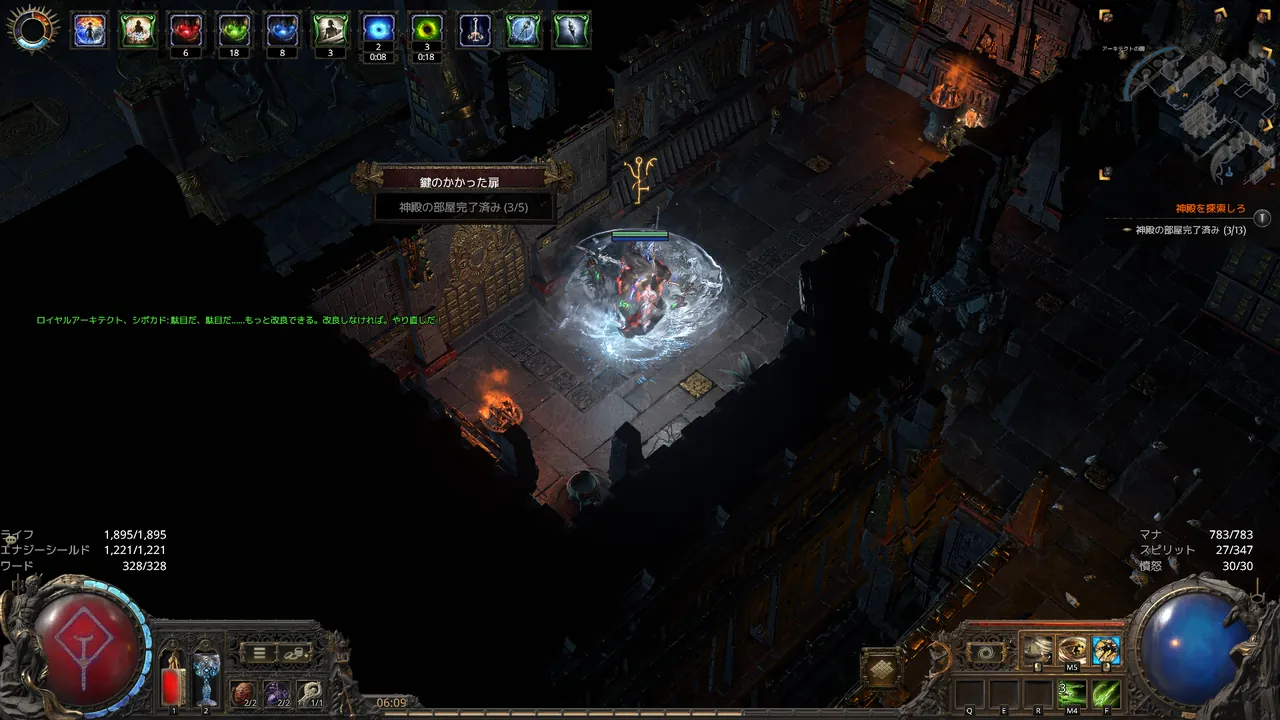 6
18
8
3
2
0:08
3
0:18
鍵のかかった扉
神殿の部屋完了済み (3/5)
アーキテクトの間
神殿を探索しろ
神殿の部屋完了済み (3/13)
ロイヤルアーキテクト、シポカド: 駄目だ、駄目だ……もっと改良できる。改良しなければ。やり直しだ!
ライフ 1,895/1,895
エナジーシールド 1,221/1,221
ワード 328/328
マナ 783/783
スピリット 27/347
憤怒 30/30
1
2
2/2
2/2
1/1
06:09
M5
3
Q
E
R
M4
F